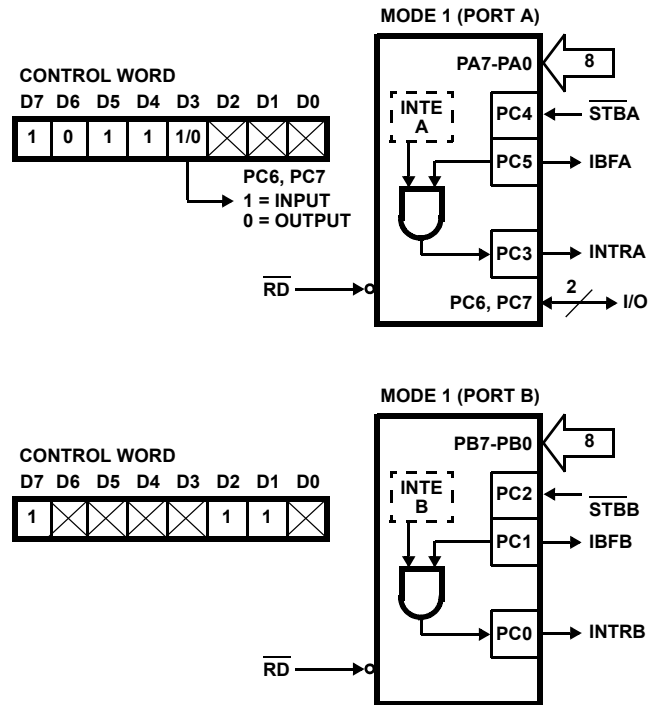 MODE 1 (PORT A)
CONTROL WORD
D7 D6 D5 D4 D3 D2 D1 D0
1 0 1 1 1/0
PC6, PC7
1 = INPUT
0 = OUTPUT
RD
PA7-PA0
8
INTE
A
PC4
STBA
PC5
IBFA
PC3
INTRA
PC6, PC7
2
I/O
MODE 1 (PORT B)
CONTROL WORD
D7 D6 D5 D4 D3 D2 D1 D0
1 1 1
RD
PB7-PB0
8
INTE
B
PC2
STBB
PC1
IBFB
PC0
INTRB